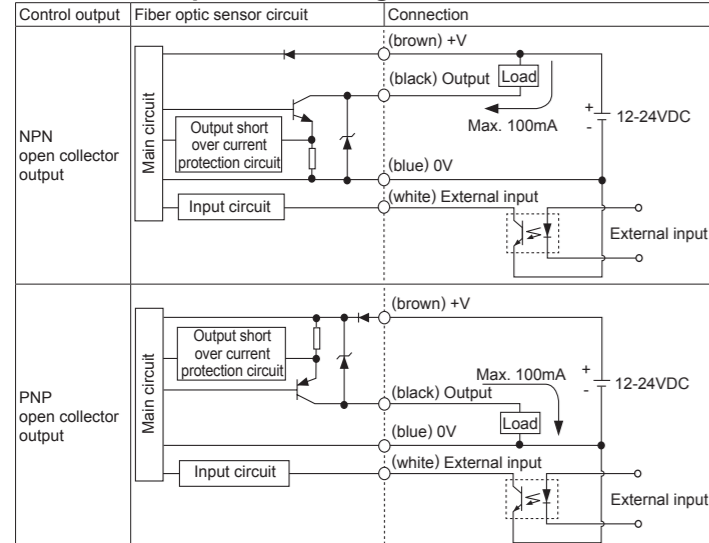 Control output
Fiber optic sensor circuit
Connection
NPN
open collector
output
Main circuit
Output short
over current
protection circuit
Input circuit
(brown) +V
(black) Output
Load
Max. 100mA
+
-
12-24VDC
(blue) 0V
(white) External input
External input
PNP
open collector
output
Main circuit
Output short
over current
protection circuit
Input circuit
(brown) +V
Max. 100mA
+
-
12-24VDC
(black) Output
Load
(blue) 0V
(white) External input
External input